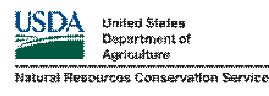 USDA
United States
Department of
Agriculture
Natural Resources Conservation Service